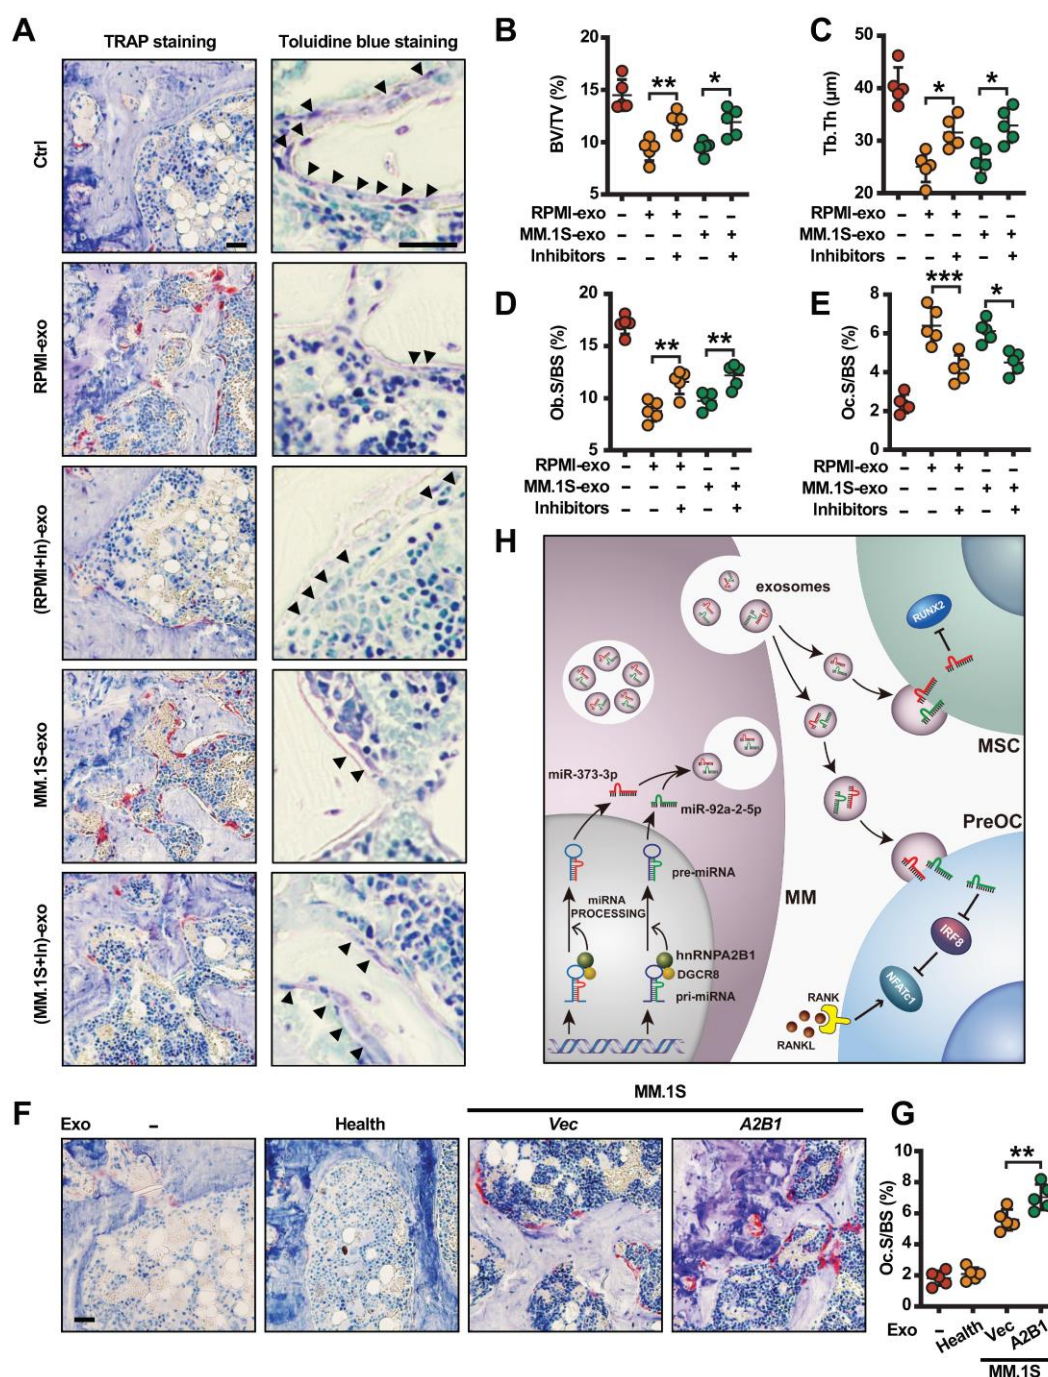 A
TRAP staining
Toluidine blue staining
Ctrl
RPMI-exo
(RPMI+In)-exo
MM.1S-exo
(MM.1S+In)-exo
B
BV/TV (%)
20
15
10
5
** *
RPMI-exo – + + – –
MM.1S-exo – – – + +
Inhibitors – – + – +
C
Tb.Th (μm)
50
40
30
20
* *
RPMI-exo – + + – –
MM.1S-exo – – – + +
Inhibitors – – + – +
D
Ob.S/BS (%)
20
15
10
5
** **
RPMI-exo – + + – –
MM.1S-exo – – – + +
Inhibitors – – + – +
E
Oc.S/BS (%)
8
6
4
2
0
*** *
RPMI-exo – + + – –
MM.1S-exo – – – + +
Inhibitors – – + – +
H
exosomes
RUNX2
MSC
miR-373-3p
miR-92a-2-5p
PreOC
pre-miRNA
MM
miRNA
PROCESSING
hnRNPA2B1
DGCR8
pri-miRNA
IRF8
NFATc1
RANK
RANKL
F
MM.1S
Exo – Health Vec A2B1
G
Oc.S/BS (%)
10
8
6
4
2
0
**
Exo – Health Vec A2B1
MM.1S